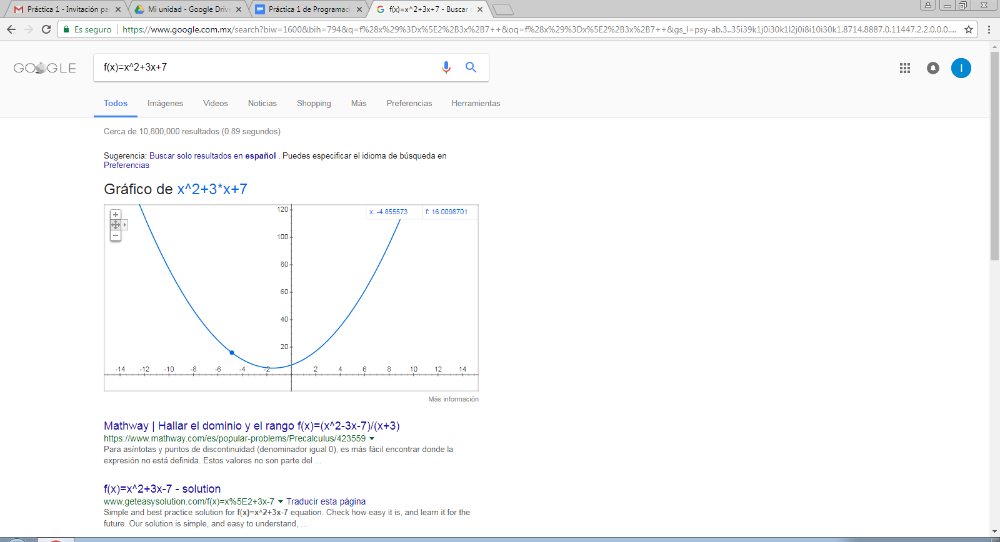 Práctica 1 - Invitación pa
Mi unidad - Google Drive
Práctica 1 de Programaci
f(x)=x^2+3x+7 - Buscar
Es seguro
https://www.google.com.mx/search?biw=1600&bih=794&q=f%28x%29%3Dx%5E2%2B3x%2B7++&oq=f%28x%29%3Dx%5E2%2B3x%2B7++&gs_l=psy-ab.3..35i39k1j0i30k1l2j0i8i10i30k1.8714.8887.0.11447.2.2.0.0.0....
GOOGLE
f(x)=x^2+3x+7
I
Todos Imágenes Videos Noticias Shopping Más Preferencias Herramientas
Cerca de 10,800,000 resultados (0.89 segundos)
Sugerencia: Buscar solo resultados en español . Puedes especificar el idioma de búsqueda en
Preferencias
Gráfico de x^2+3*x+7
x: -4.855573 f: 16.0098701
120
100
80
60
40
20
-14 -12 -10 -8 -6 -4 -2 2 4 6 8 10 12 14
Más información
Mathway | Hallar el dominio y el rango f(x)=(x^2-3x-7)/(x+3)
https://www.mathway.com/es/popular-problems/Precalculus/423559
Para asíntotas y puntos de discontinuidad (denominador igual 0), es más fácil encontrar donde la
expresión no está definida. Estos valores no son parte del ...
f(x)=x^2+3x-7 - solution
www.geteasysolution.com/f(x)=x%5E2+3x-7 Traducir esta página
Simple and best practice solution for f(x)=x^2+3x-7 equation. Check how easy it is, and learn it for the
future. Our solution is simple, and easy to understand, ...